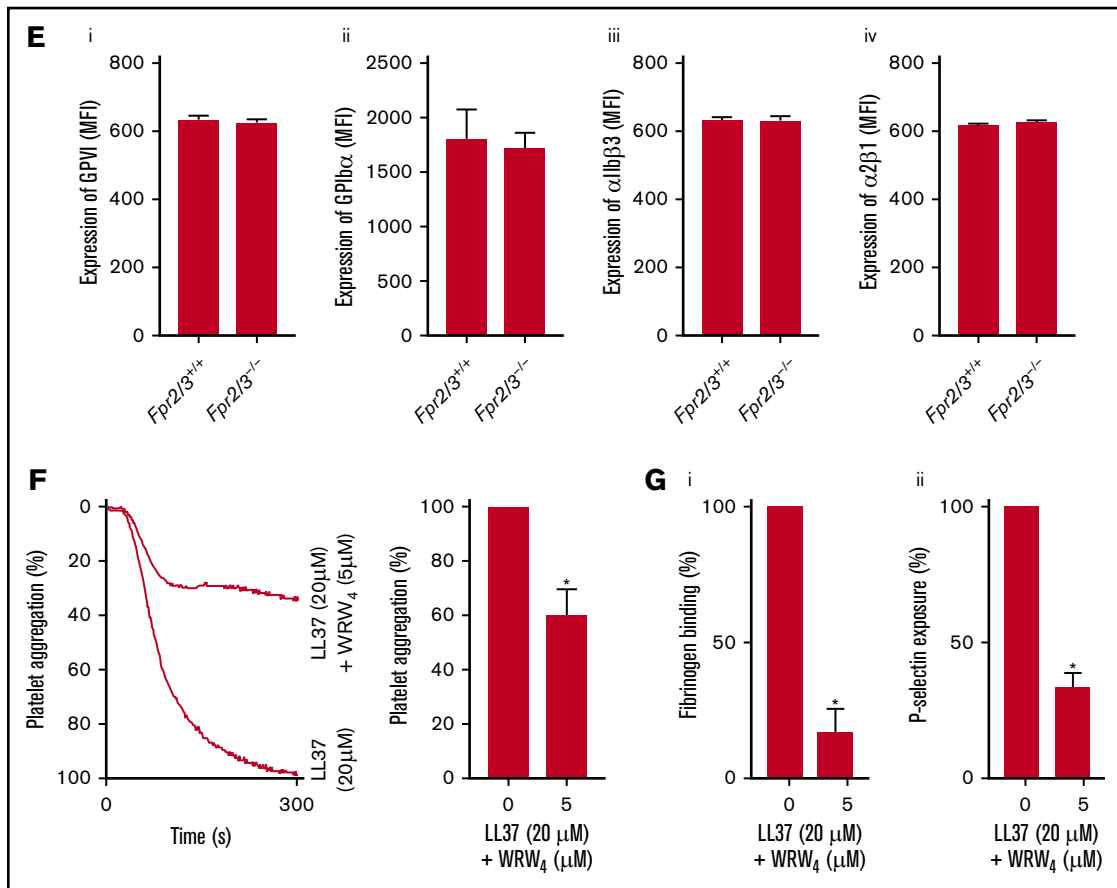 E
i
Expression of GPVI (MFI)
800
600
400
200
0
Fpr2/3+/+
Fpr2/3−/−
ii
Expression of GPIbα (MFI)
2500
2000
1500
1000
500
0
Fpr2/3+/+
Fpr2/3−/−
iii
Expression of αIIbβ3 (MFI)
800
600
400
200
0
Fpr2/3+/+
Fpr2/3−/−
iv
Expression of α2β1 (MFI)
800
600
400
200
0
Fpr2/3+/+
Fpr2/3−/−
F
Platelet aggregation (%)
0
20
40
60
80
100
0
300
Time (s)
LL37 (20μM)
+ WRW4 (5μM)
LL37
(20μM)
Platelet aggregation (%)
100
80
60
40
20
0
*
0
5
LL37 (20 μM)
+ WRW4 (μM)
G
i
Fibrinogen binding (%)
100
50
0
*
0
5
LL37 (20 μM)
+ WRW4 (μM)
ii
P-selectin exposure (%)
100
50
0
*
0
5
LL37 (20 μM)
+ WRW4 (μM)